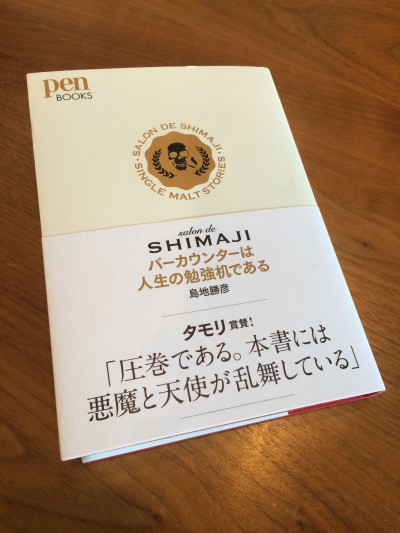 pen
BOOKS
SALON DE SHIMAJI
SINGLE MALT STORIES
salon de
SHIMAJI
バーカウンターは
人生の勉強机である
島地勝彦
タモリ賞賛!
「圧巻である。本書には
悪魔と天使が乱舞している」